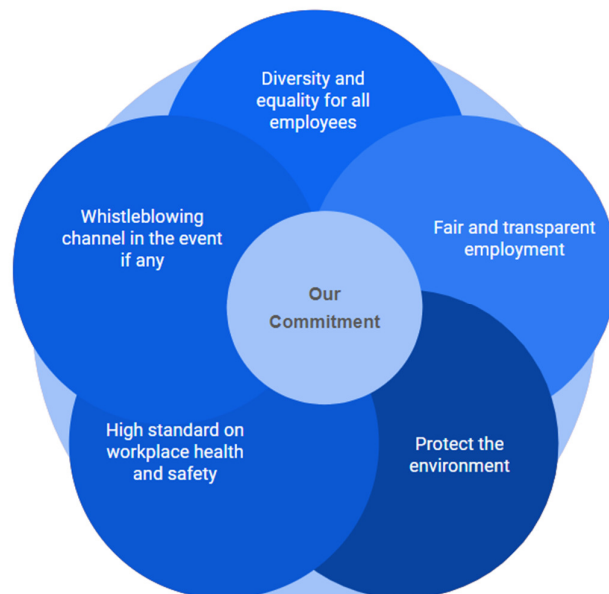 Diversity and
equality for all
employees
Whistleblowing
channel in the event
if any
Fair and transparent
employment
Our
Commitment
High standard on
workplace health
and safety
Protect the
environment